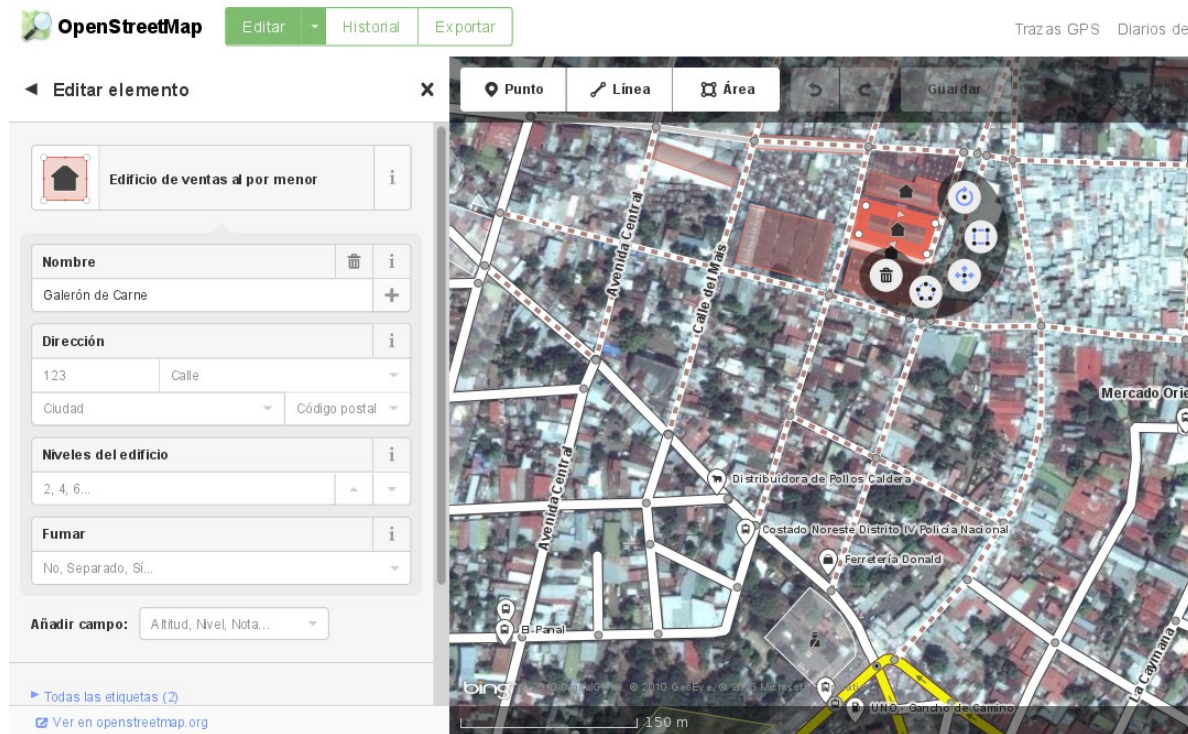 OpenStreetMap
Editar
Historial
Exportar
Trazas GPS
Diarios de
Editar elemento
Edificio de ventas al por menor
Nombre
Galerón de Carne
Dirección
123
Calle
Ciudad
Código postal
Niveles del edificio
2, 4, 6...
Fumar
No, Separado, Sí...
Añadir campo:
Altitud, Nivel, Nota...
Todas las etiquetas (2)
Ver en openstreetmap.org
Punto
Línea
Área
Guardar
Avenida Central
Calle del Mais
Mercado Orie
Avenida Central
Distribuidora de Pollos Caldera
Costado Noreste Distrito IV Policía Nacional
Ferretería Donald
El Panal
La Caymana
bing
© 2010 GeoEye, ©
UNO - Gancho de Camino
150 m